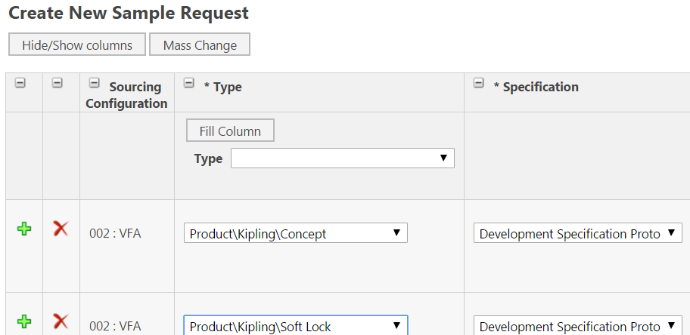 Create New Sample Request
Hide/Show columns Mass Change
Sourcing Configuration * Type * Specification
Fill Column
Type
002 : VFA Product\Kipling\Concept Development Specification Proto
002 : VFA Product\Kipling\Soft Lock Development Specification Proto